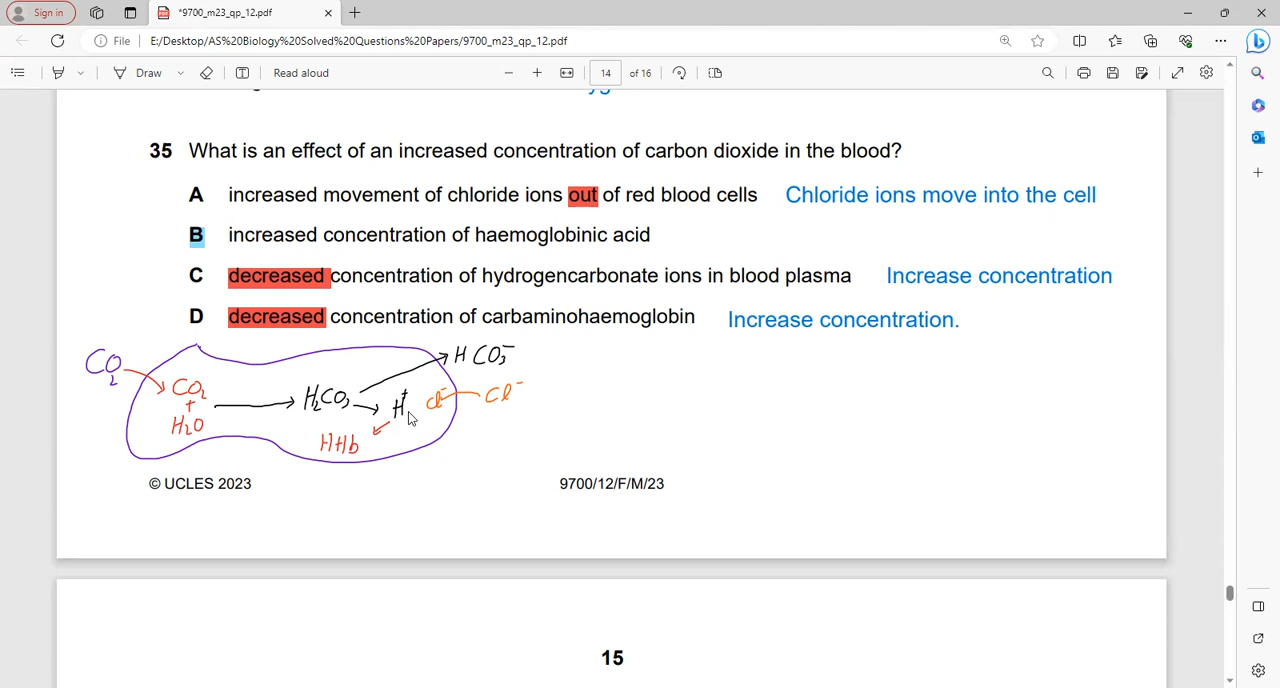 Sign in
*9700_m23_qp_12.pdf
File
E:/Desktop/AS%20Biology%20Solved%20Questions%20Papers/9700_m23_qp_12.pdf
Draw
Read aloud
14 of 16
35 What is an effect of an increased concentration of carbon dioxide in the blood?
A increased movement of chloride ions out of red blood cells Chloride ions move into the cell
B increased concentration of haemoglobinic acid
C decreased concentration of hydrogencarbonate ions in blood plasma Increase concentration
D decreased concentration of carbaminohaemoglobin Increase concentration.
CO2
CO2
+
H2O
H2CO3
HCO3-
H+
Cl-
Cl-
HHb
© UCLES 2023
9700/12/F/M/23
15